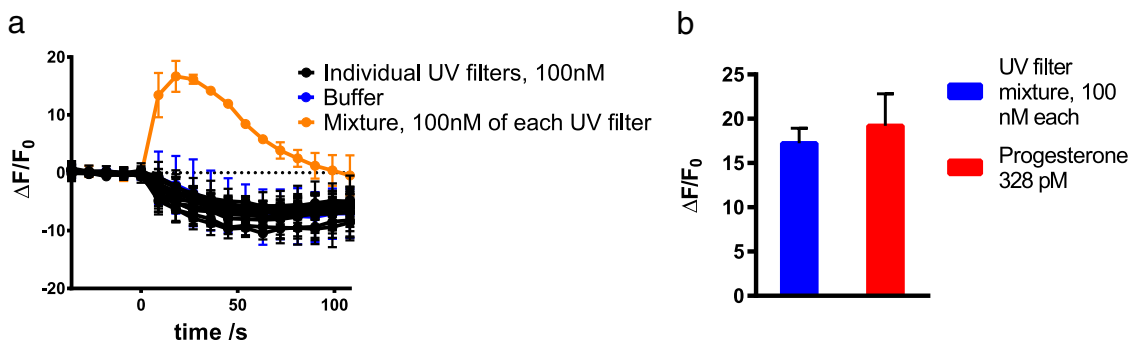 a
20
10
0
-10
-20
ΔF/F0
0
50
100
time /s
Individual UV filters, 100nM
Buffer
Mixture, 100nM of each UV filter
b
25
20
15
10
5
0
ΔF/F0
UV filter
mixture, 100
nM each
Progesterone
328 pM